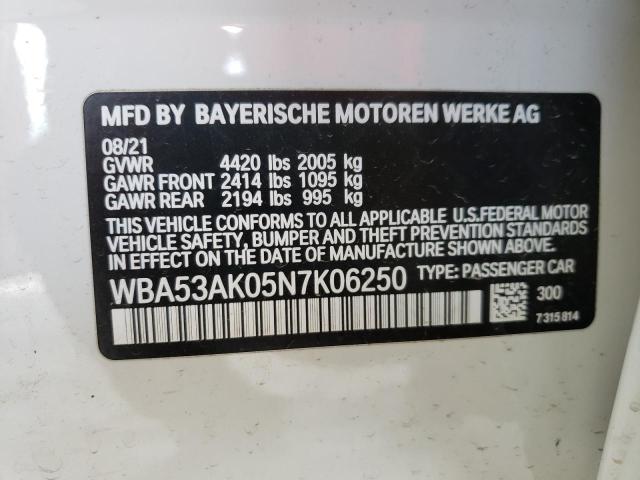 MFD BY BAYERISCHE MOTOREN WERKE AG
08/21
GVWR 4420 lbs 2005 kg
GAWR FRONT 2414 lbs 1095 kg
GAWR REAR 2194 lbs 995 kg
THIS VEHICLE CONFORMS TO ALL APPLICABLE U.S.FEDERAL MOTOR
VEHICLE SAFETY, BUMPER AND THEFT PREVENTION STANDARDS
IN EFFECT ON THE DATE OF MANUFACTURE SHOWN ABOVE.
WBA53AK05N7K06250 TYPE: PASSENGER CAR
300
7315814